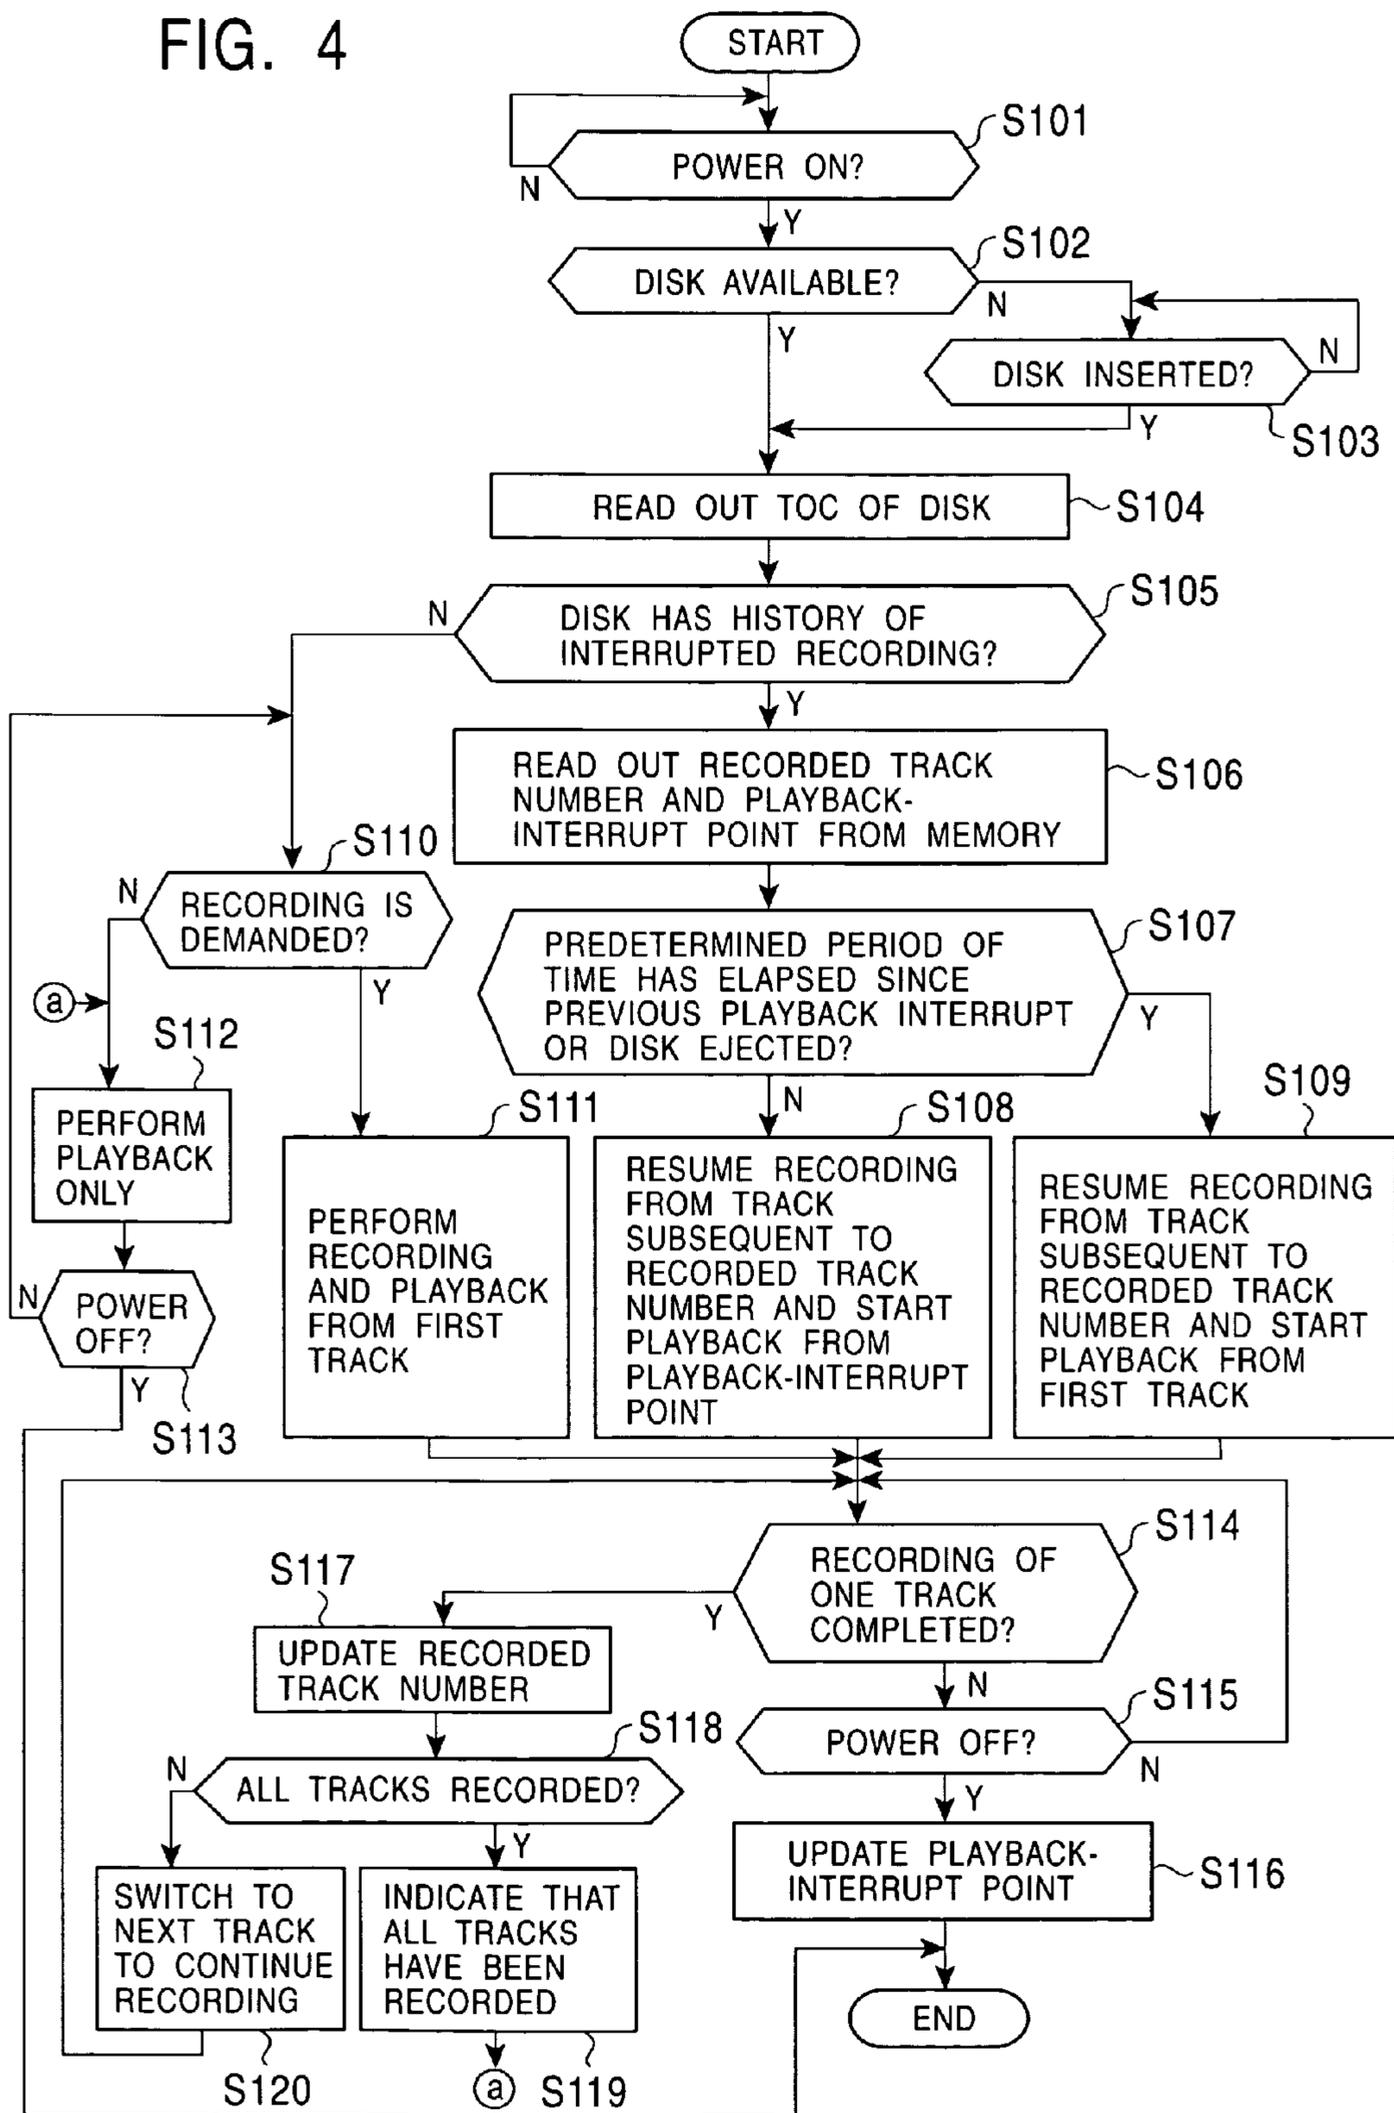 FIG. 4
START
S101
POWER ON?
N
Y
S102
DISK AVAILABLE?
N
Y
DISK INSERTED?
N
Y
S103
READ OUT TOC OF DISK
S104
S105
N
DISK HAS HISTORY OF
INTERRUPTED RECORDING?
Y
READ OUT RECORDED TRACK
NUMBER AND PLAYBACK-
INTERRUPT POINT FROM MEMORY
S106
S110
N
RECORDING IS
DEMANDED?
Y
S107
PREDETERMINED PERIOD OF
TIME HAS ELAPSED SINCE
PREVIOUS PLAYBACK INTERRUPT
OR DISK EJECTED?
Y
N
a
S112
PERFORM
PLAYBACK
ONLY
N
POWER
OFF?
Y
S113
S111
PERFORM
RECORDING
AND PLAYBACK
FROM FIRST
TRACK
S108
RESUME RECORDING
FROM TRACK
SUBSEQUENT TO
RECORDED TRACK
NUMBER AND START
PLAYBACK FROM
PLAYBACK-INTERRUPT
POINT
S109
RESUME RECORDING
FROM TRACK
SUBSEQUENT TO
RECORDED TRACK
NUMBER AND START
PLAYBACK FROM
FIRST TRACK
S114
RECORDING OF
ONE TRACK
COMPLETED?
Y
N
S117
UPDATE RECORDED
TRACK NUMBER
S115
POWER OFF?
N
Y
S118
N
ALL TRACKS RECORDED?
Y
UPDATE PLAYBACK-
INTERRUPT POINT
S116
SWITCH TO
NEXT TRACK
TO CONTINUE
RECORDING
S120
INDICATE THAT
ALL TRACKS
HAVE BEEN
RECORDED
S119
a
END